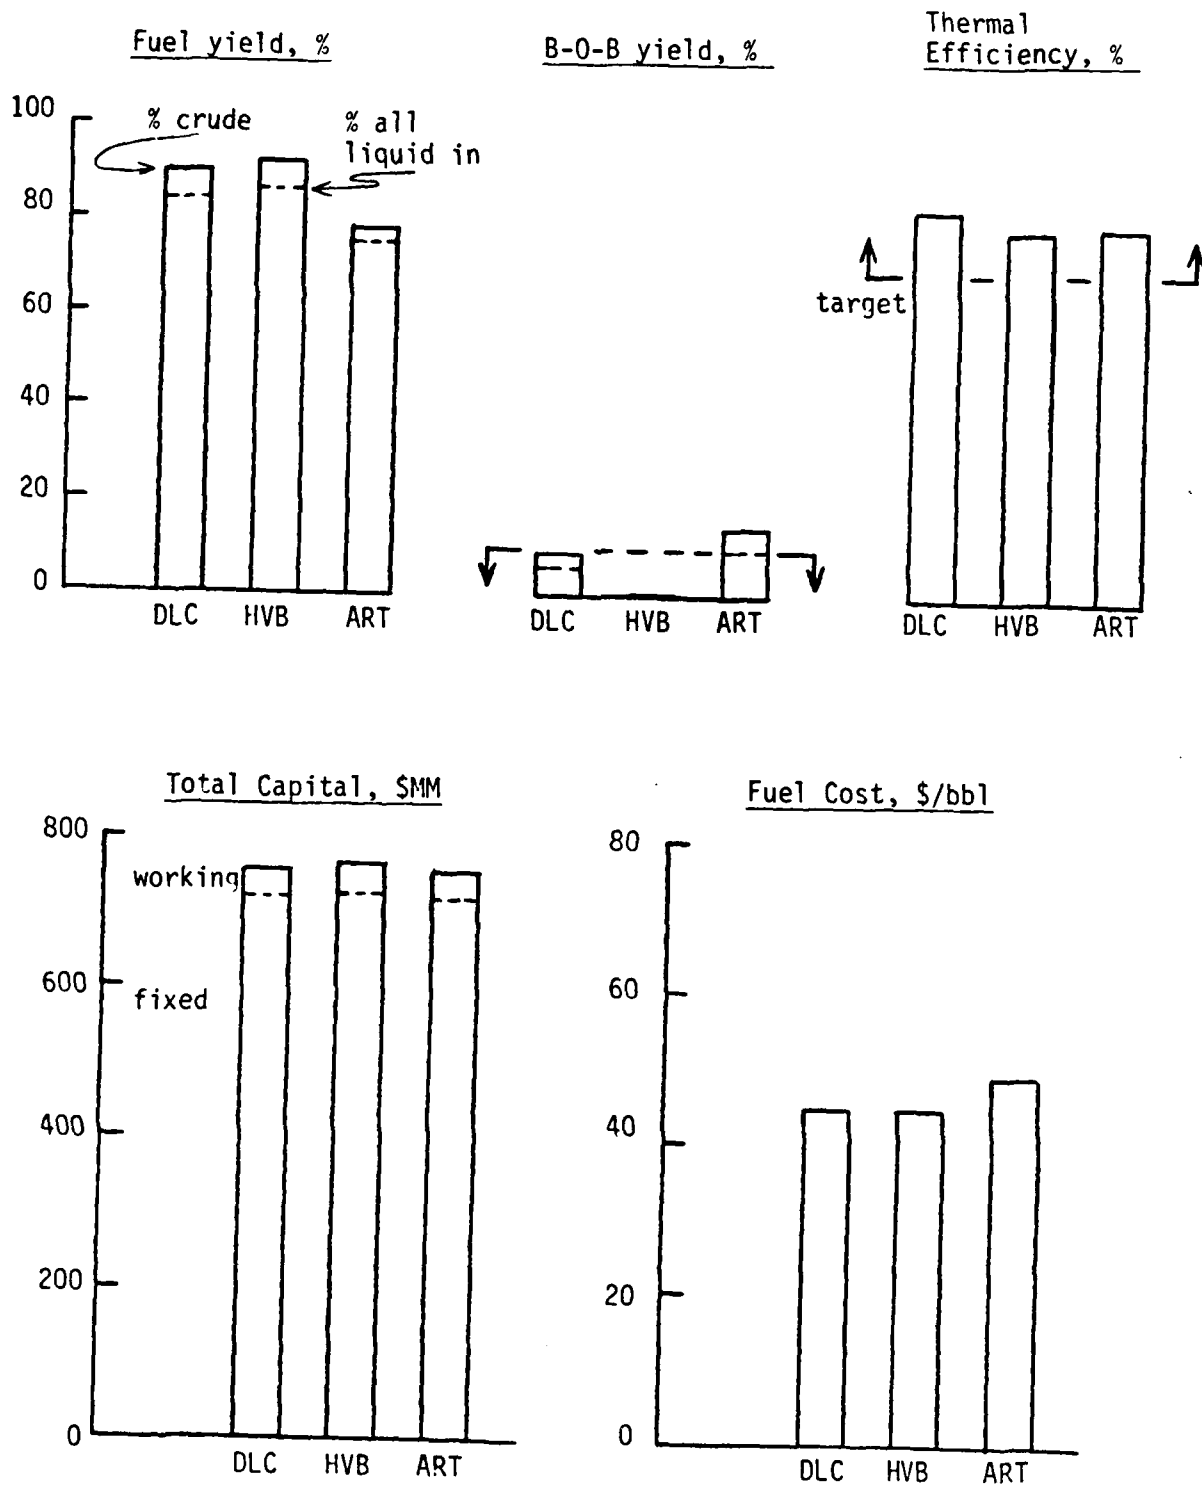 Fuel yield, %
B-O-B yield, %
Thermal
Efficiency, %
100
80
60
40
20
0
% crude
% all
liquid in
DLC HVB ART
DLC HVB ART
target
DLC HVB ART
Total Capital, $MM
800
600
400
200
0
working
fixed
DLC HVB ART
Fuel Cost, $/bbl
80
60
40
20
0
DLC HVB ART